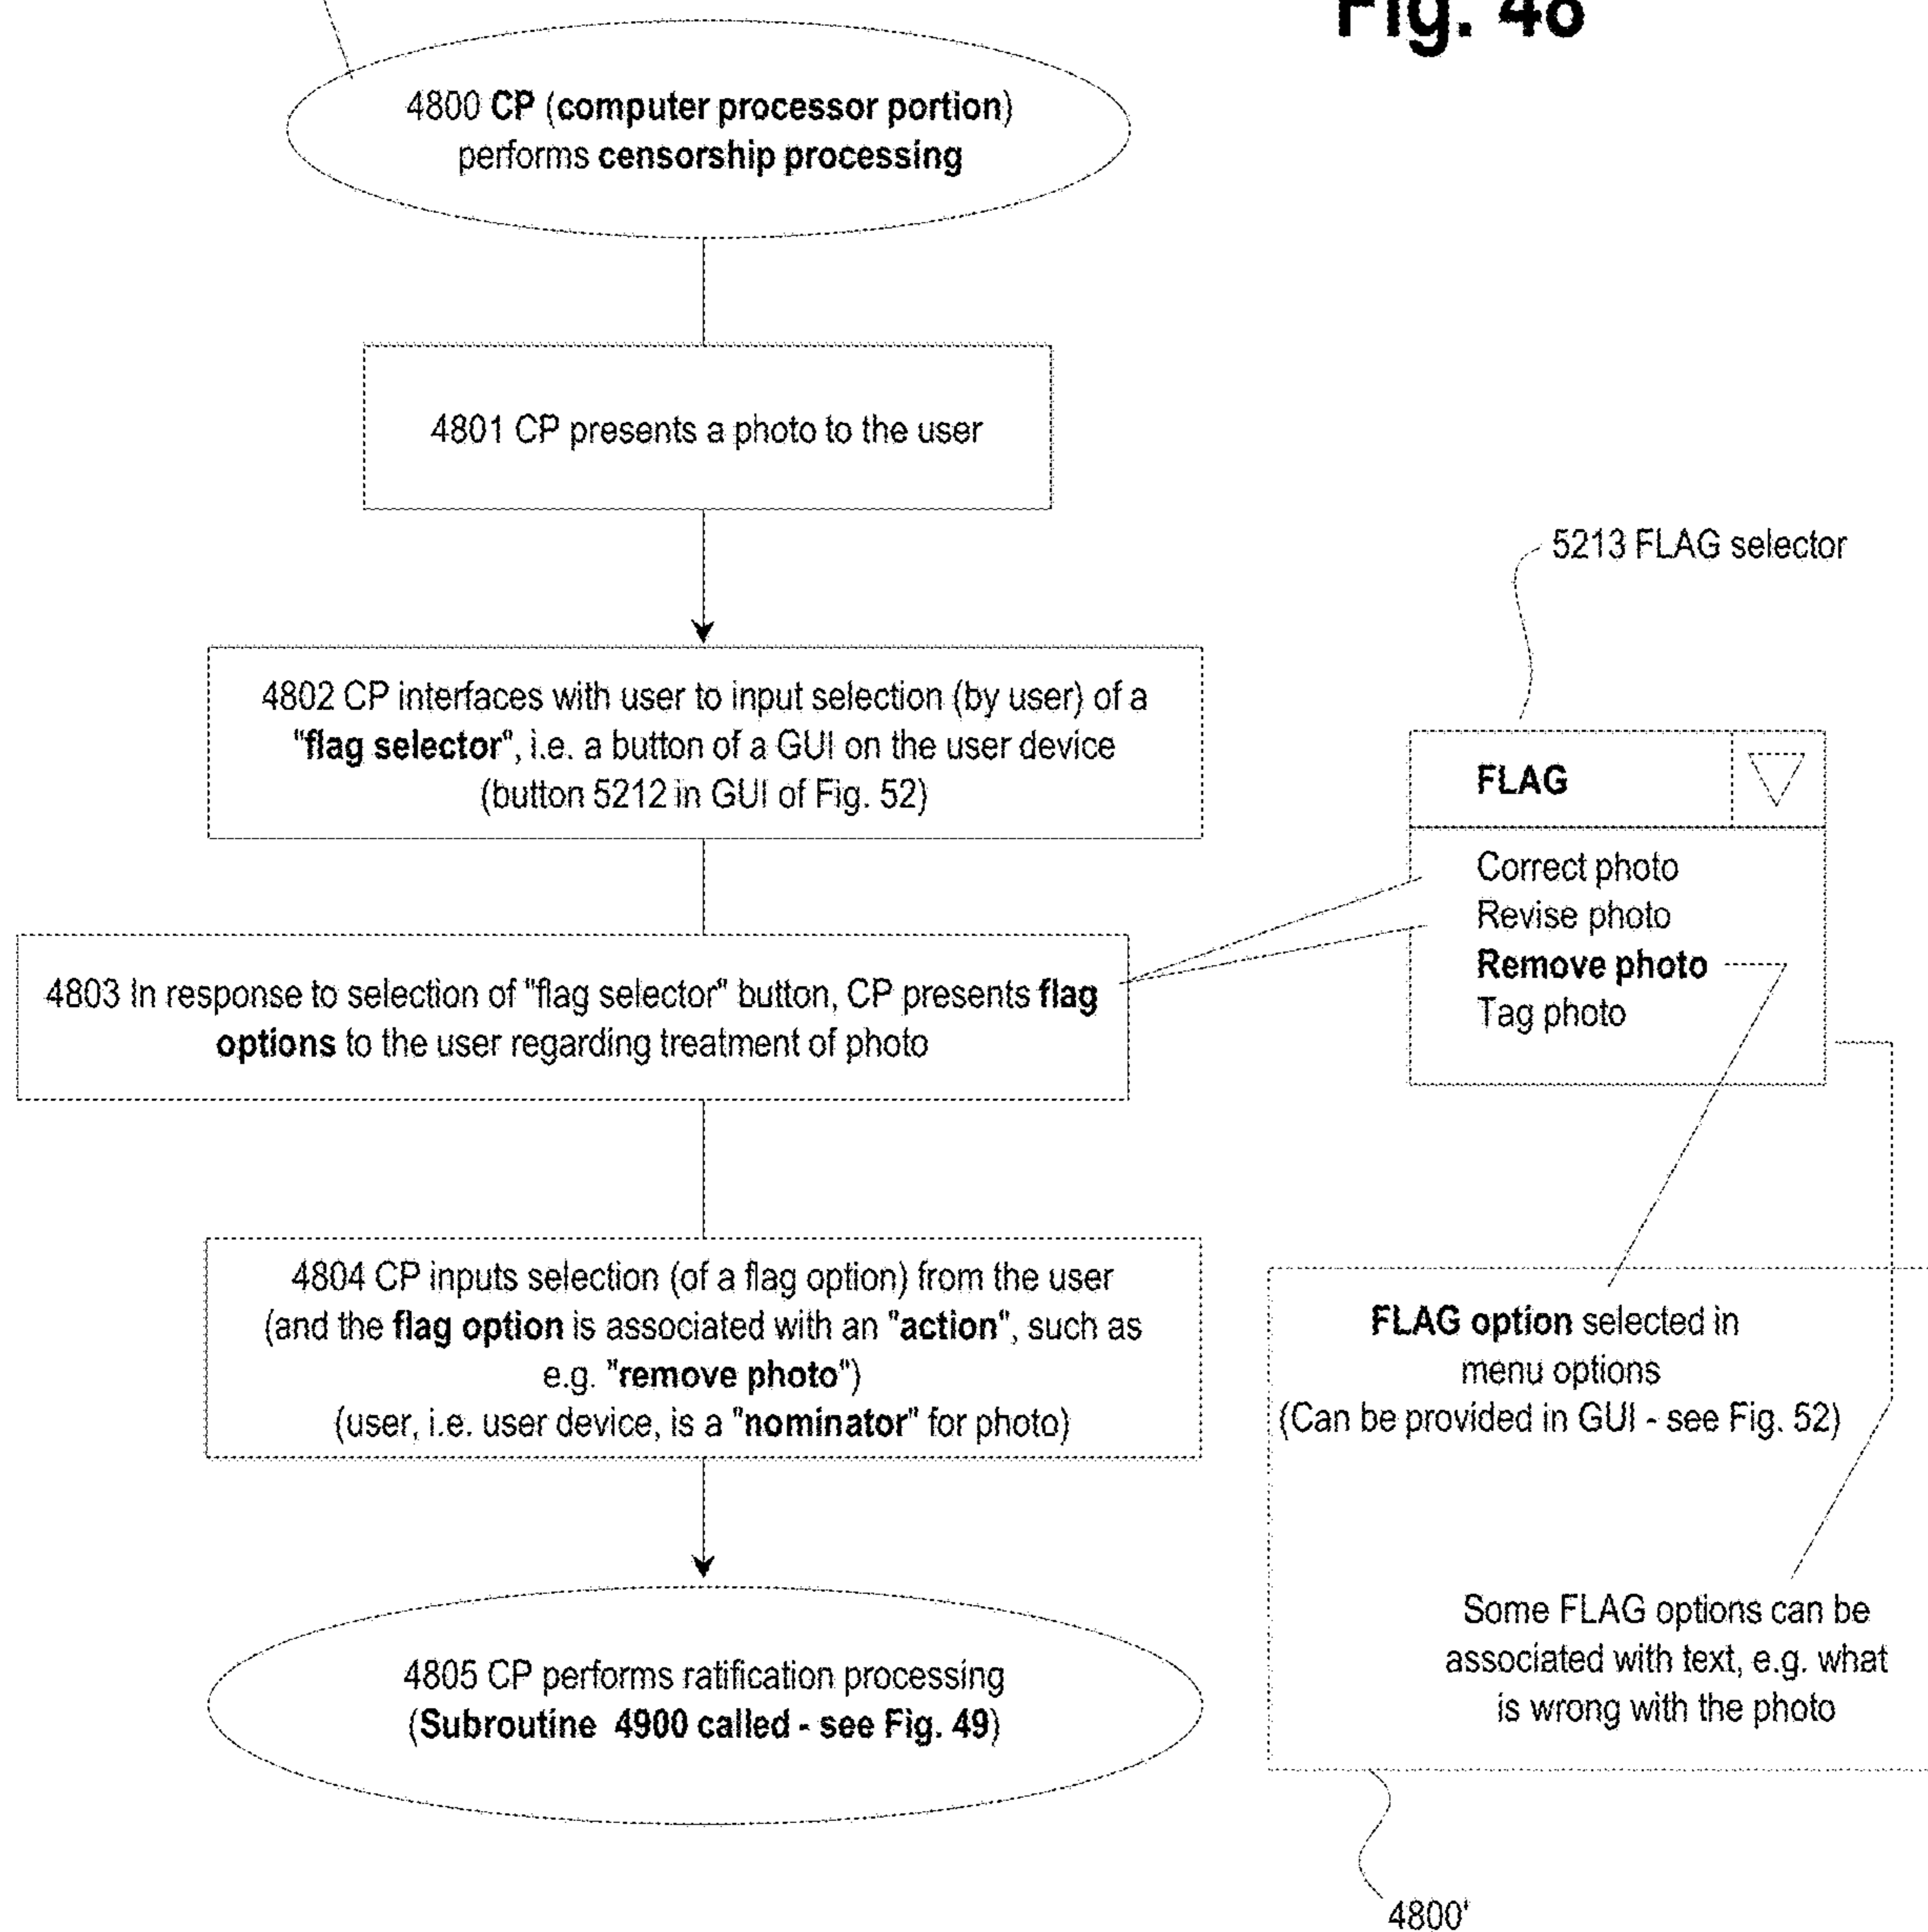 Fig. 48
4800 CP (computer processor portion)
performs censorship processing
4801 CP presents a photo to the user
5213 FLAG selector
4802 CP interfaces with user to input selection (by user) of a
"flag selector", i.e. a button of a GUI on the user device
(button 5212 in GUI of Fig. 52)
FLAG
Correct photo
Revise photo
Remove photo
Tag photo
4803 In response to selection of "flag selector" button, CP presents flag
options to the user regarding treatment of photo
4804 CP inputs selection (of a flag option) from the user
(and the flag option is associated with an "action", such as
e.g. "remove photo")
(user, i.e. user device, is a "nominator" for photo)
FLAG option selected in
menu options
(Can be provided in GUI - see Fig. 52)
Some FLAG options can be
associated with text, e.g. what
is wrong with the photo
4805 CP performs ratification processing
(Subroutine 4900 called - see Fig. 49)
4800'